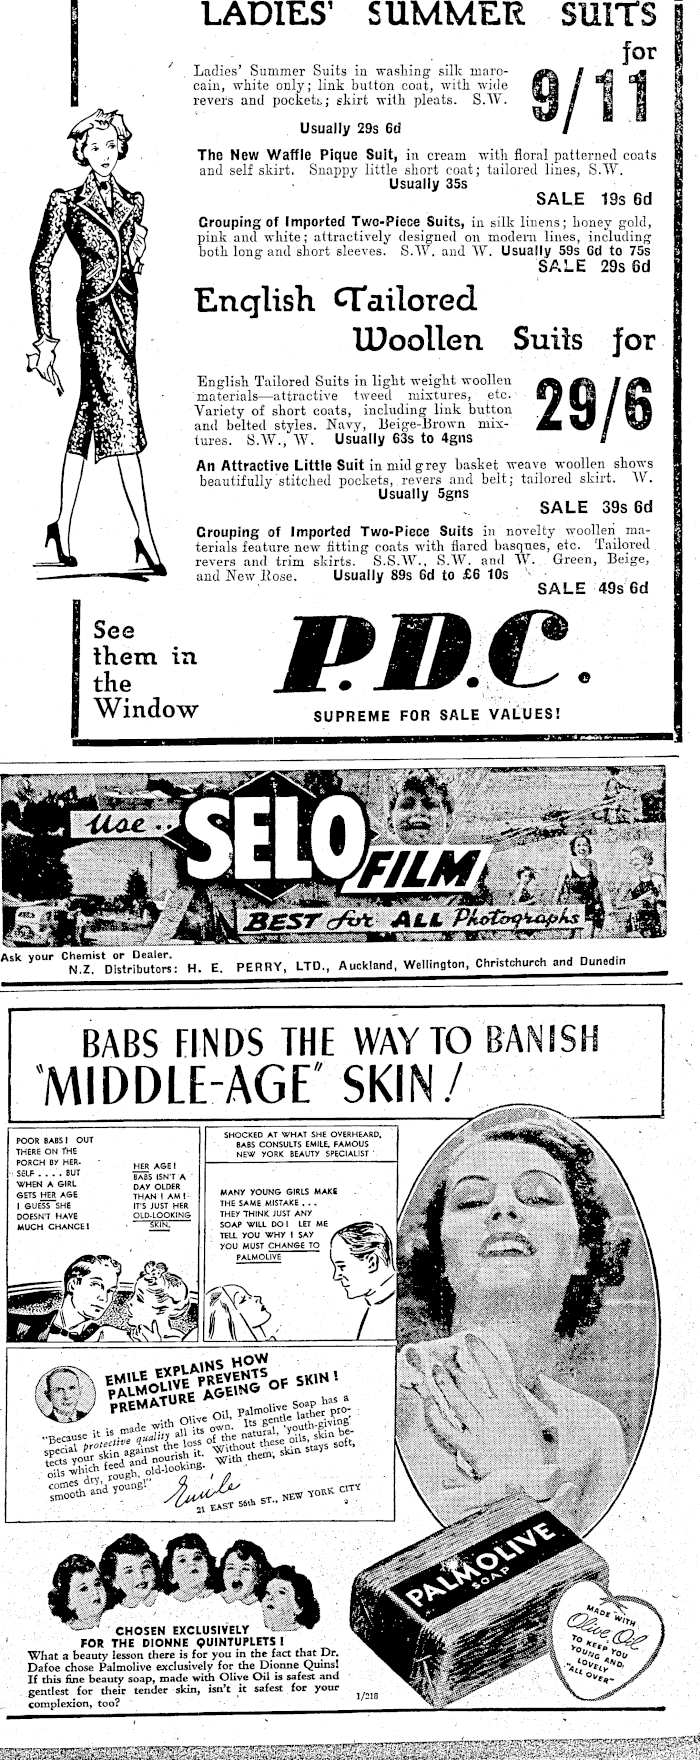 LADIES' SUMMER SUITS
for
9/11
Ladies' Summer Suits in washing silk maro-
cain, white only; link button coat, with wide
revers and pockets; skirt with pleats. S.W.
Usually 29s 6d
The New Waffle Pique Suit, in cream with floral patterned coats
and self skirt. Snappy little short coat; tailored lines, S.W.
Usually 35s
SALE 19s 6d
Grouping of Imported Two-Piece Suits, in silk linens; honey gold,
pink and white; attractively designed on modern lines, including
both long and short sleeves. S.W. and W. Usually 59s 6d to 75s
SALE 29s 6d
English Tailored
Woollen Suits for
29/6
English Tailored Suits in light weight woollen
materials—attractive tweed mixtures, etc.
Variety of short coats, including link button
and belted styles. Navy, Beige-Brown mix-
tures. S.W., W. Usually 63s to 4gns
An Attractive Little Suit in mid grey basket weave woollen shows
beautifully stitched pockets, revers and belt; tailored skirt. W.
Usually 5gns
SALE 39s 6d
Grouping of Imported Two-Piece Suits in novelty woollen ma-
terials feature new fitting coats with flared basques, etc. Tailored
revers and trim skirts. S.S.W., S.W. and W. Green, Beige,
and New Rose. Usually 89s 6d to £6 10s
SALE 49s 6d
See
them in
the
Window
P.D.C.
SUPREME FOR SALE VALUES!
Use ..
SELO
FILM
BEST for ALL Photographs
Ask your Chemist or Dealer.
N.Z. Distributors: H. E. PERRY, LTD., Auckland, Wellington, Christchurch and Dunedin
BABS FINDS THE WAY TO BANISH
"MIDDLE-AGE" SKIN!
POOR BABS! OUT
THERE ON THE
PORCH BY HER-
SELF .... BUT
WHEN A GIRL
GETS HER AGE
I GUESS SHE
DOESN'T HAVE
MUCH CHANCE!
HER AGE!
BABS ISN'T A
DAY OLDER
THAN I AM!
IT'S JUST HER
OLD-LOOKING
SKIN.
SHOCKED AT WHAT SHE OVERHEARD,
BABS CONSULTS EMILE, FAMOUS
NEW YORK BEAUTY SPECIALIST
MANY YOUNG GIRLS MAKE
THE SAME MISTAKE ...
THEY THINK JUST ANY
SOAP WILL DO! LET ME
TELL YOU WHY I SAY
YOU MUST CHANGE TO
PALMOLIVE
EMILE EXPLAINS HOW
PALMOLIVE PREVENTS
PREMATURE AGEING OF SKIN!
"Because it is made with Olive Oil, Palmolive Soap has a
special protective quality all its own. Its gentle lather pro-
tects your skin against the loss of the natural, 'youth-giving'
oils which feed and nourish it. Without these oils, skin be-
comes dry, rough, old-looking. With them, skin stays soft,
smooth and young!"
Emile
21 EAST 56th ST., NEW YORK CITY
PALMOLIVE
SOAP
MADE WITH
Olive Oil
TO KEEP YOU
YOUNG AND
LOVELY
"ALL OVER"
CHOSEN EXCLUSIVELY
FOR THE DIONNE QUINTUPLETS!
What a beauty lesson there is for you in the fact that Dr.
Dafoe chose Palmolive exclusively for the Dionne Quins!
If this fine beauty soap, made with Olive Oil is safest and
gentlest for their tender skin, isn't it safest for your
complexion, too?
1/218